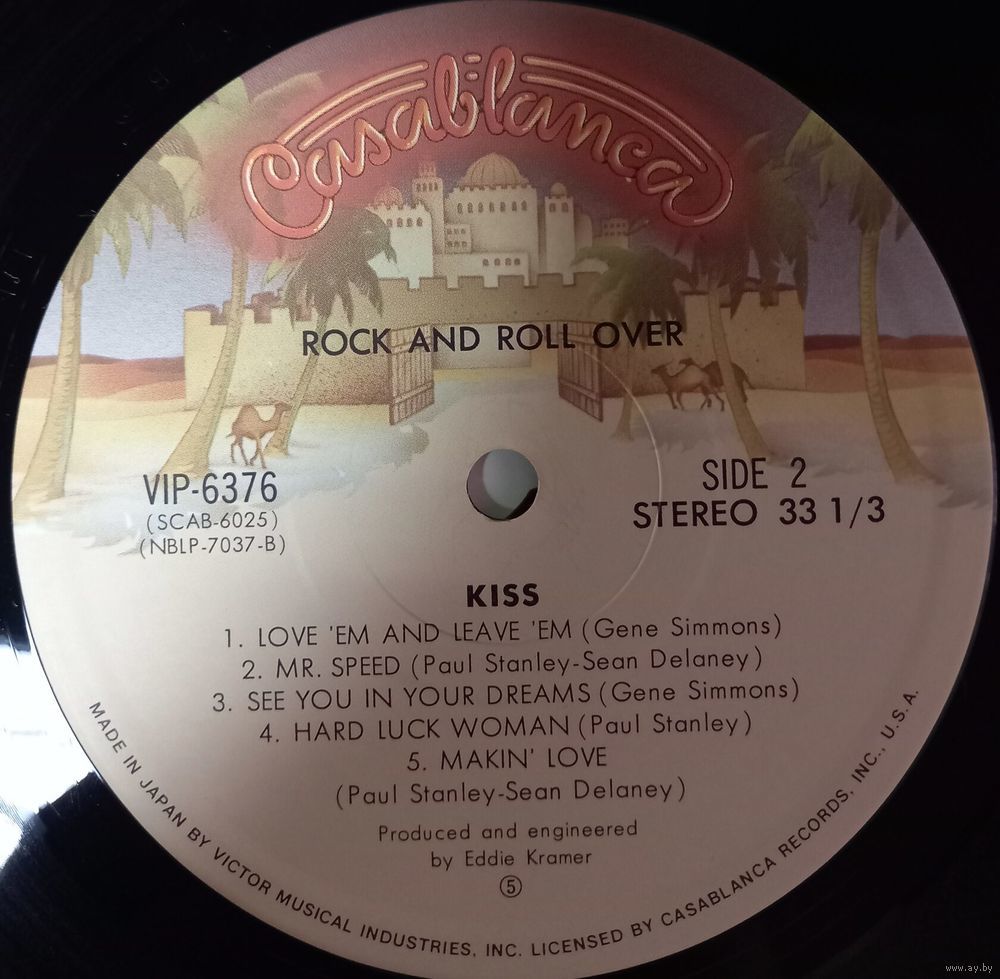 Casablanca
ROCK AND ROLL OVER
VIP-6376
(SCAB-6025)
(NBLP-7037-B)
SIDE 2
STEREO 33 1/3
KISS
1. LOVE 'EM AND LEAVE 'EM (Gene Simmons)
2. MR. SPEED (Paul Stanley-Sean Delaney)
3. SEE YOU IN YOUR DREAMS (Gene Simmons)
4. HARD LUCK WOMAN (Paul Stanley)
5. MAKIN' LOVE
(Paul Stanley-Sean Delaney)
Produced and engineered
by Eddie Kramer
⑤
MADE IN JAPAN BY VICTOR MUSICAL INDUSTRIES, INC. LICENSED BY CASABLANCA RECORDS, INC., U.S.A.
www.ay.by